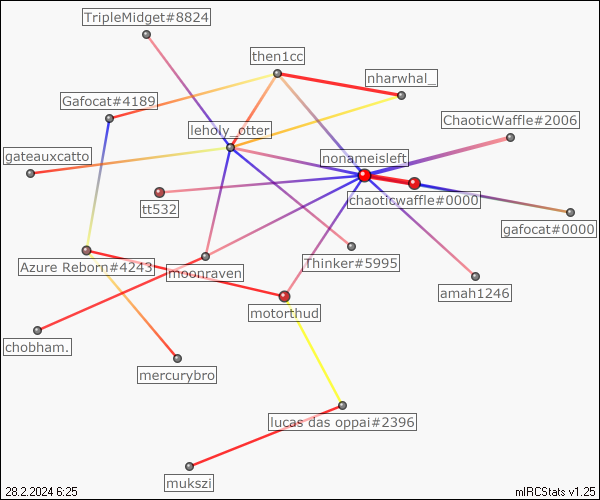 TripleMidget#8824
then1cc
nharwhal_
Gafocat#4189
ChaoticWaffle#2006
leholy_otter
gateauxcatto
nonameisleft
chaoticwaffle#0000
tt532
gafocat#0000
Azure Reborn#4243
moonraven
Thinker#5995
amah1246
motorthud
chobham.
mercurybro
lucas das oppai#2396
mukszi
28.2.2024 6:25
mIRCStats v1.25